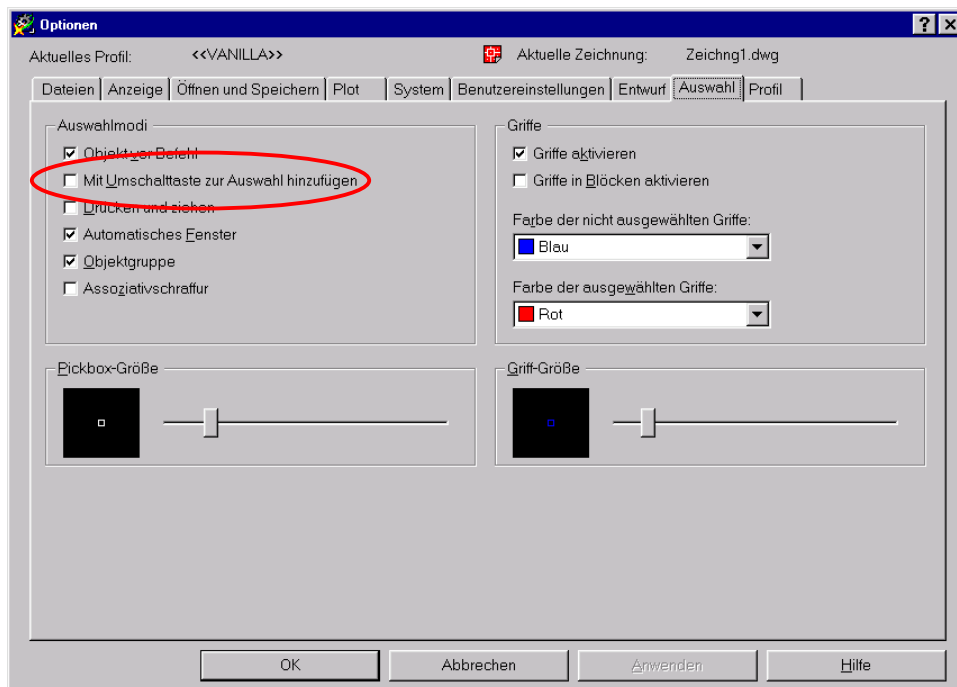 Optionen
Aktuelles Profil: <<VANILLA>> Aktuelle Zeichnung: Zeichng1.dwg
Dateien Anzeige Öffnen und Speichern Plot System Benutzereinstellungen Entwurf Auswahl Profil
Auswahlmodi
Objekt vor Befehl
Mit Umschalttaste zur Auswahl hinzufügen
Drücken und ziehen
Automatisches Fenster
Objektgruppe
Assoziativschraffur
Griffe
Griffe aktivieren
Griffe in Blöcken aktivieren
Farbe der nicht ausgewählten Griffe:
Blau
Farbe der ausgewählten Griffe:
Rot
Pickbox-Größe
Griff-Größe
OK Abbrechen Anwenden Hilfe